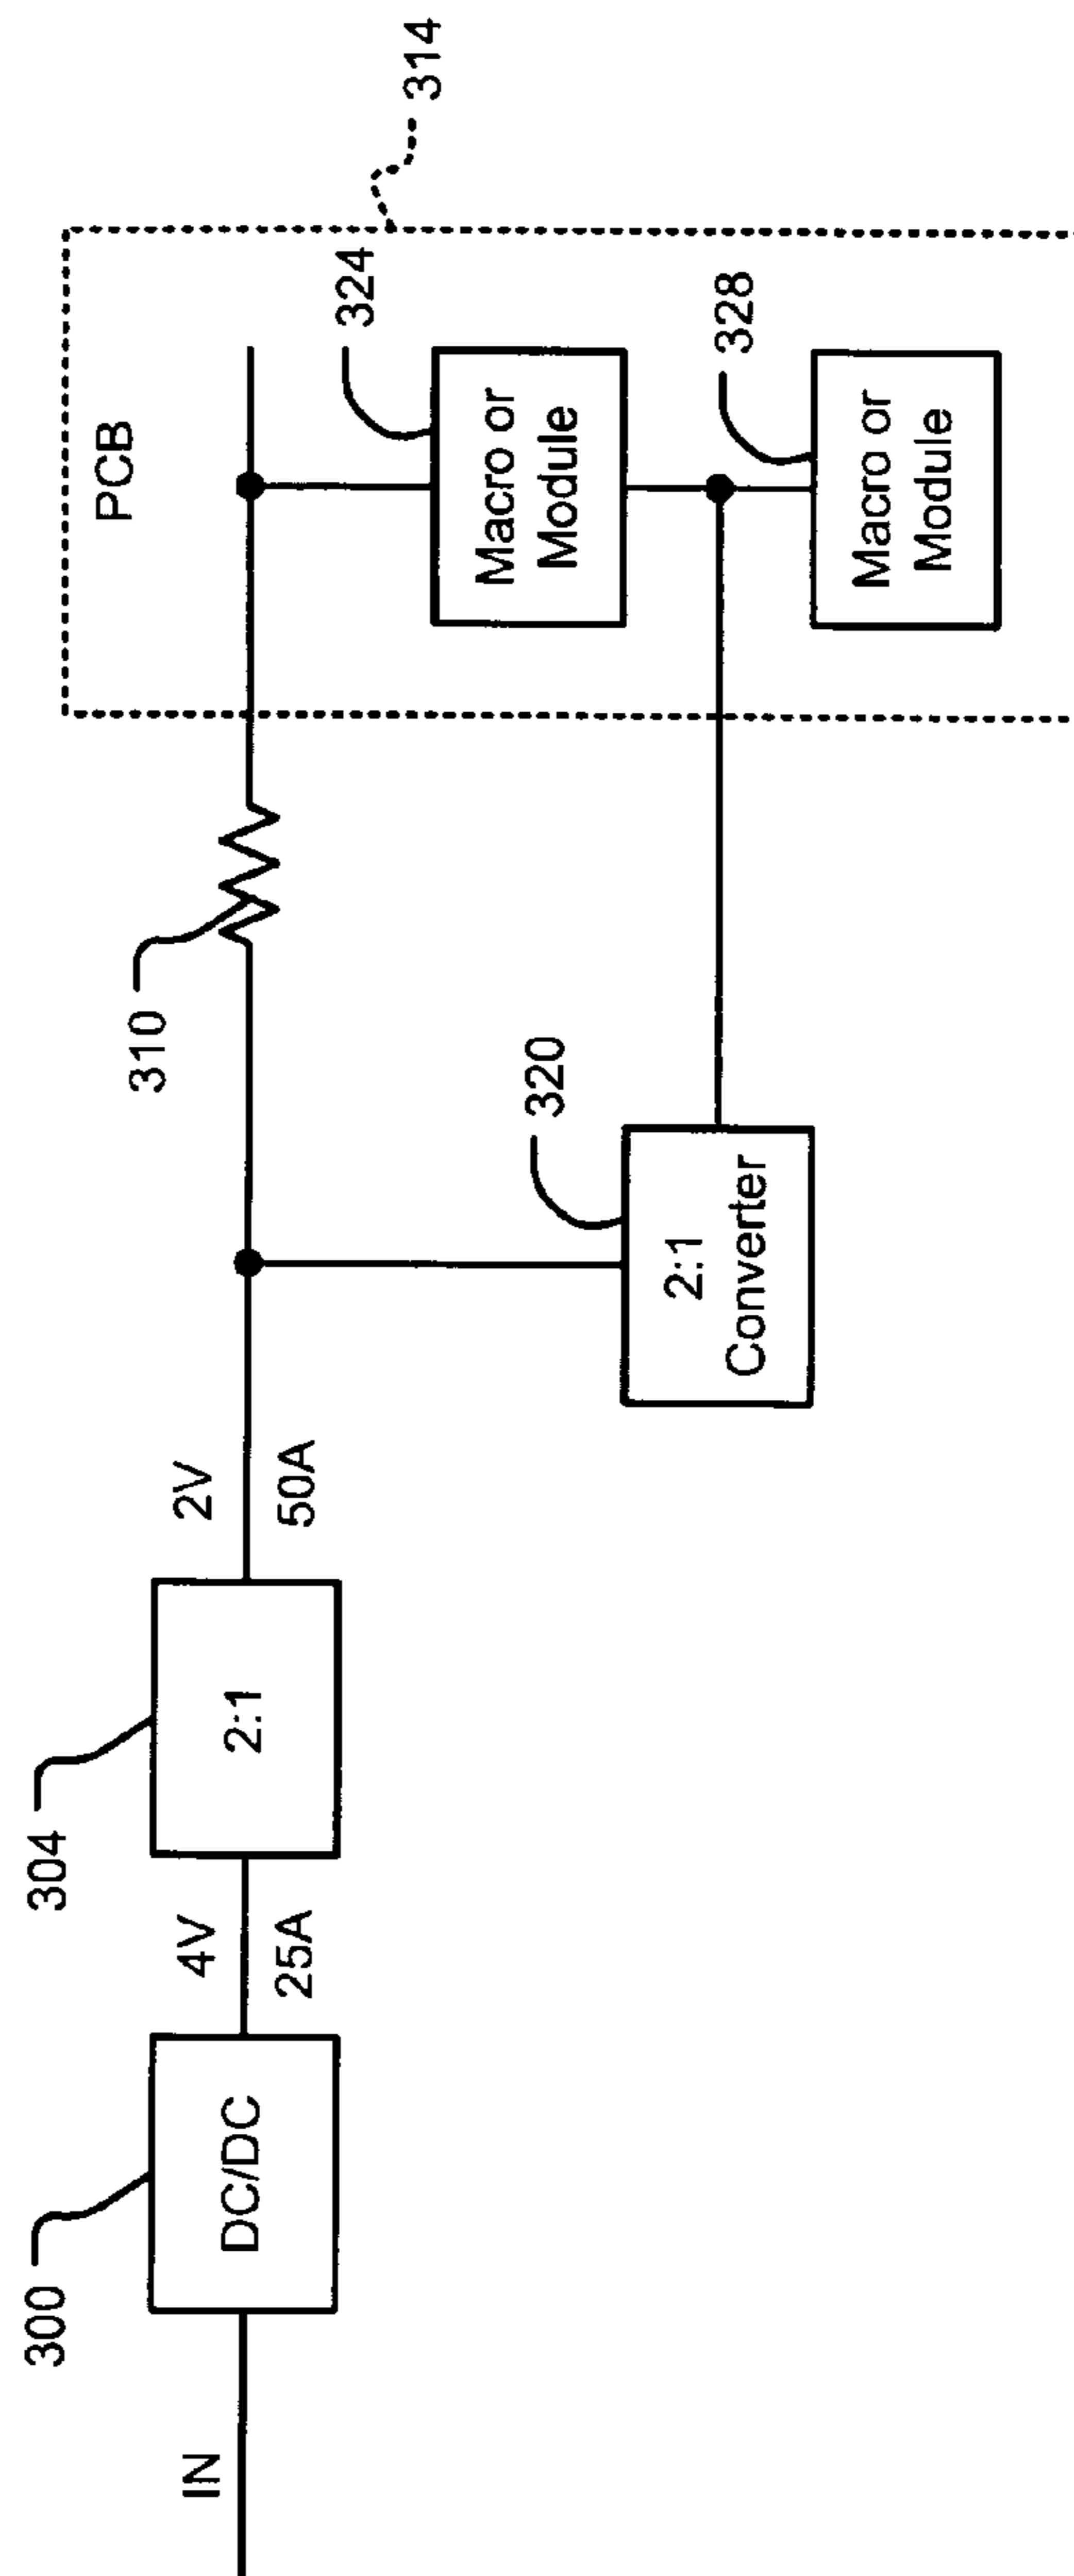 IN
300
DC/DC
4V
25A
304
2:1
2V
50A
320
2:1
Converter
310
PCB
324
Macro or
Module
328
Macro or
Module
314